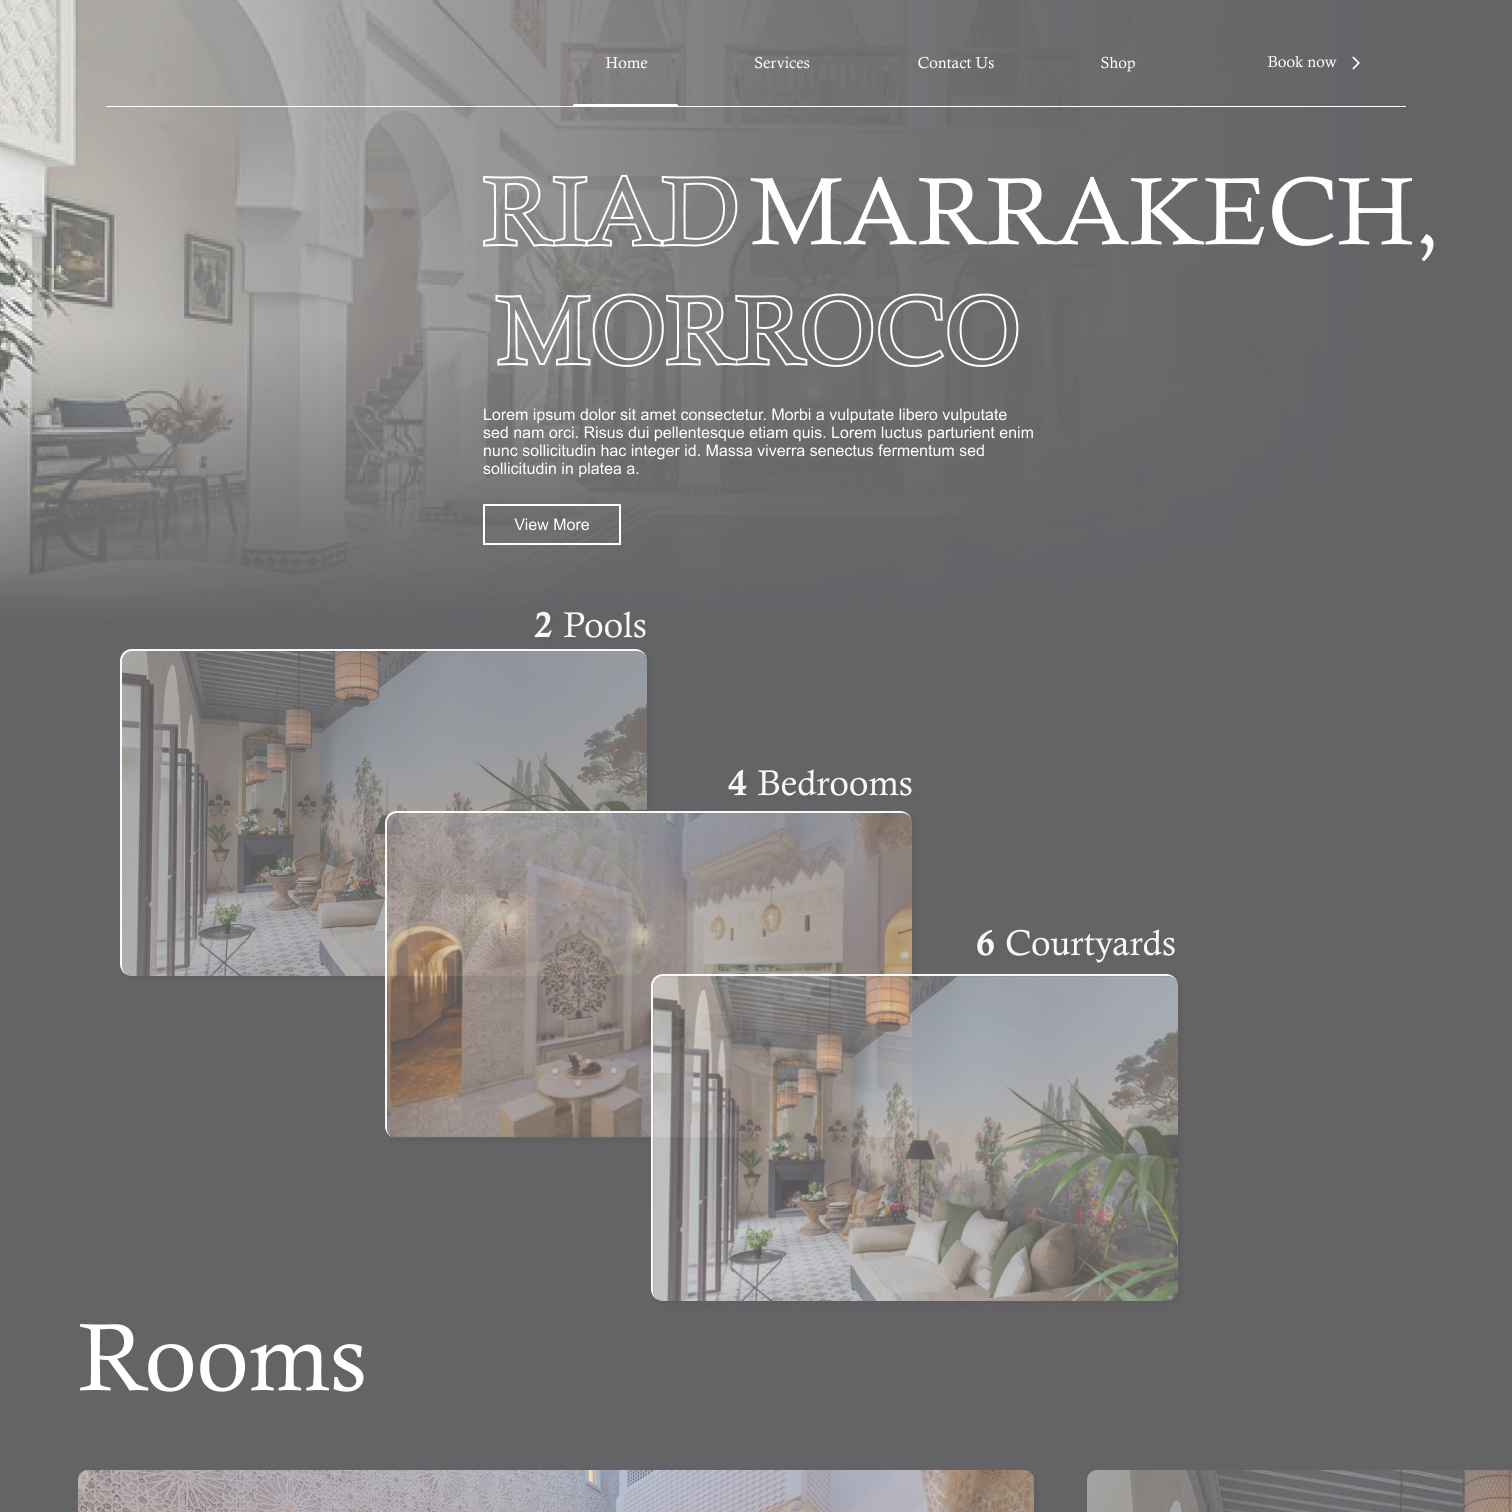 Home Services Contact Us Shop Book now
RIAD MARRAKECH,
MORROCO
Lorem ipsum dolor sit amet consectetur. Morbi a vulputate libero vulputate
sed nam orci. Risus dui pellentesque etiam quis. Lorem luctus parturient enim
nunc sollicitudin hac integer id. Massa viverra senectus fermentum sed
sollicitudin in platea a.
View More
2 Pools
4 Bedrooms
6 Courtyards
Rooms